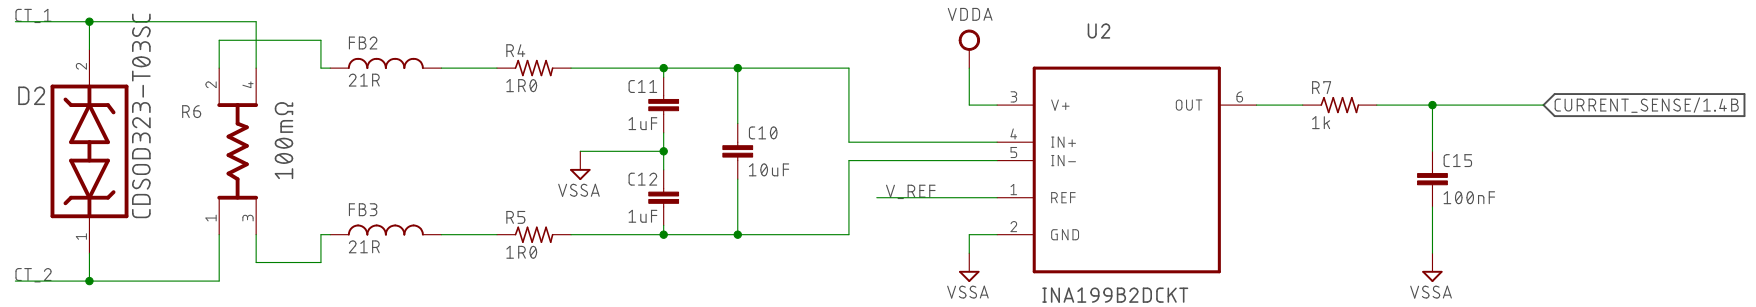 CT_1
CT_2
D2
CDSOD323-T03SC
2
1
R6
100mΩ
2
4
1
3
FB2
21R
FB3
21R
R4
1R0
R5
1R0
C11
1uF
C12
1uF
VSSA
C10
10uF
V_REF
VDDA
VSSA
U2
3 V+
4 IN+
5 IN-
1 REF
2 GND
OUT 6
INA199B2DCKT
R7
1k
C15
100nF
VSSA
CURRENT_SENSE/1.4B